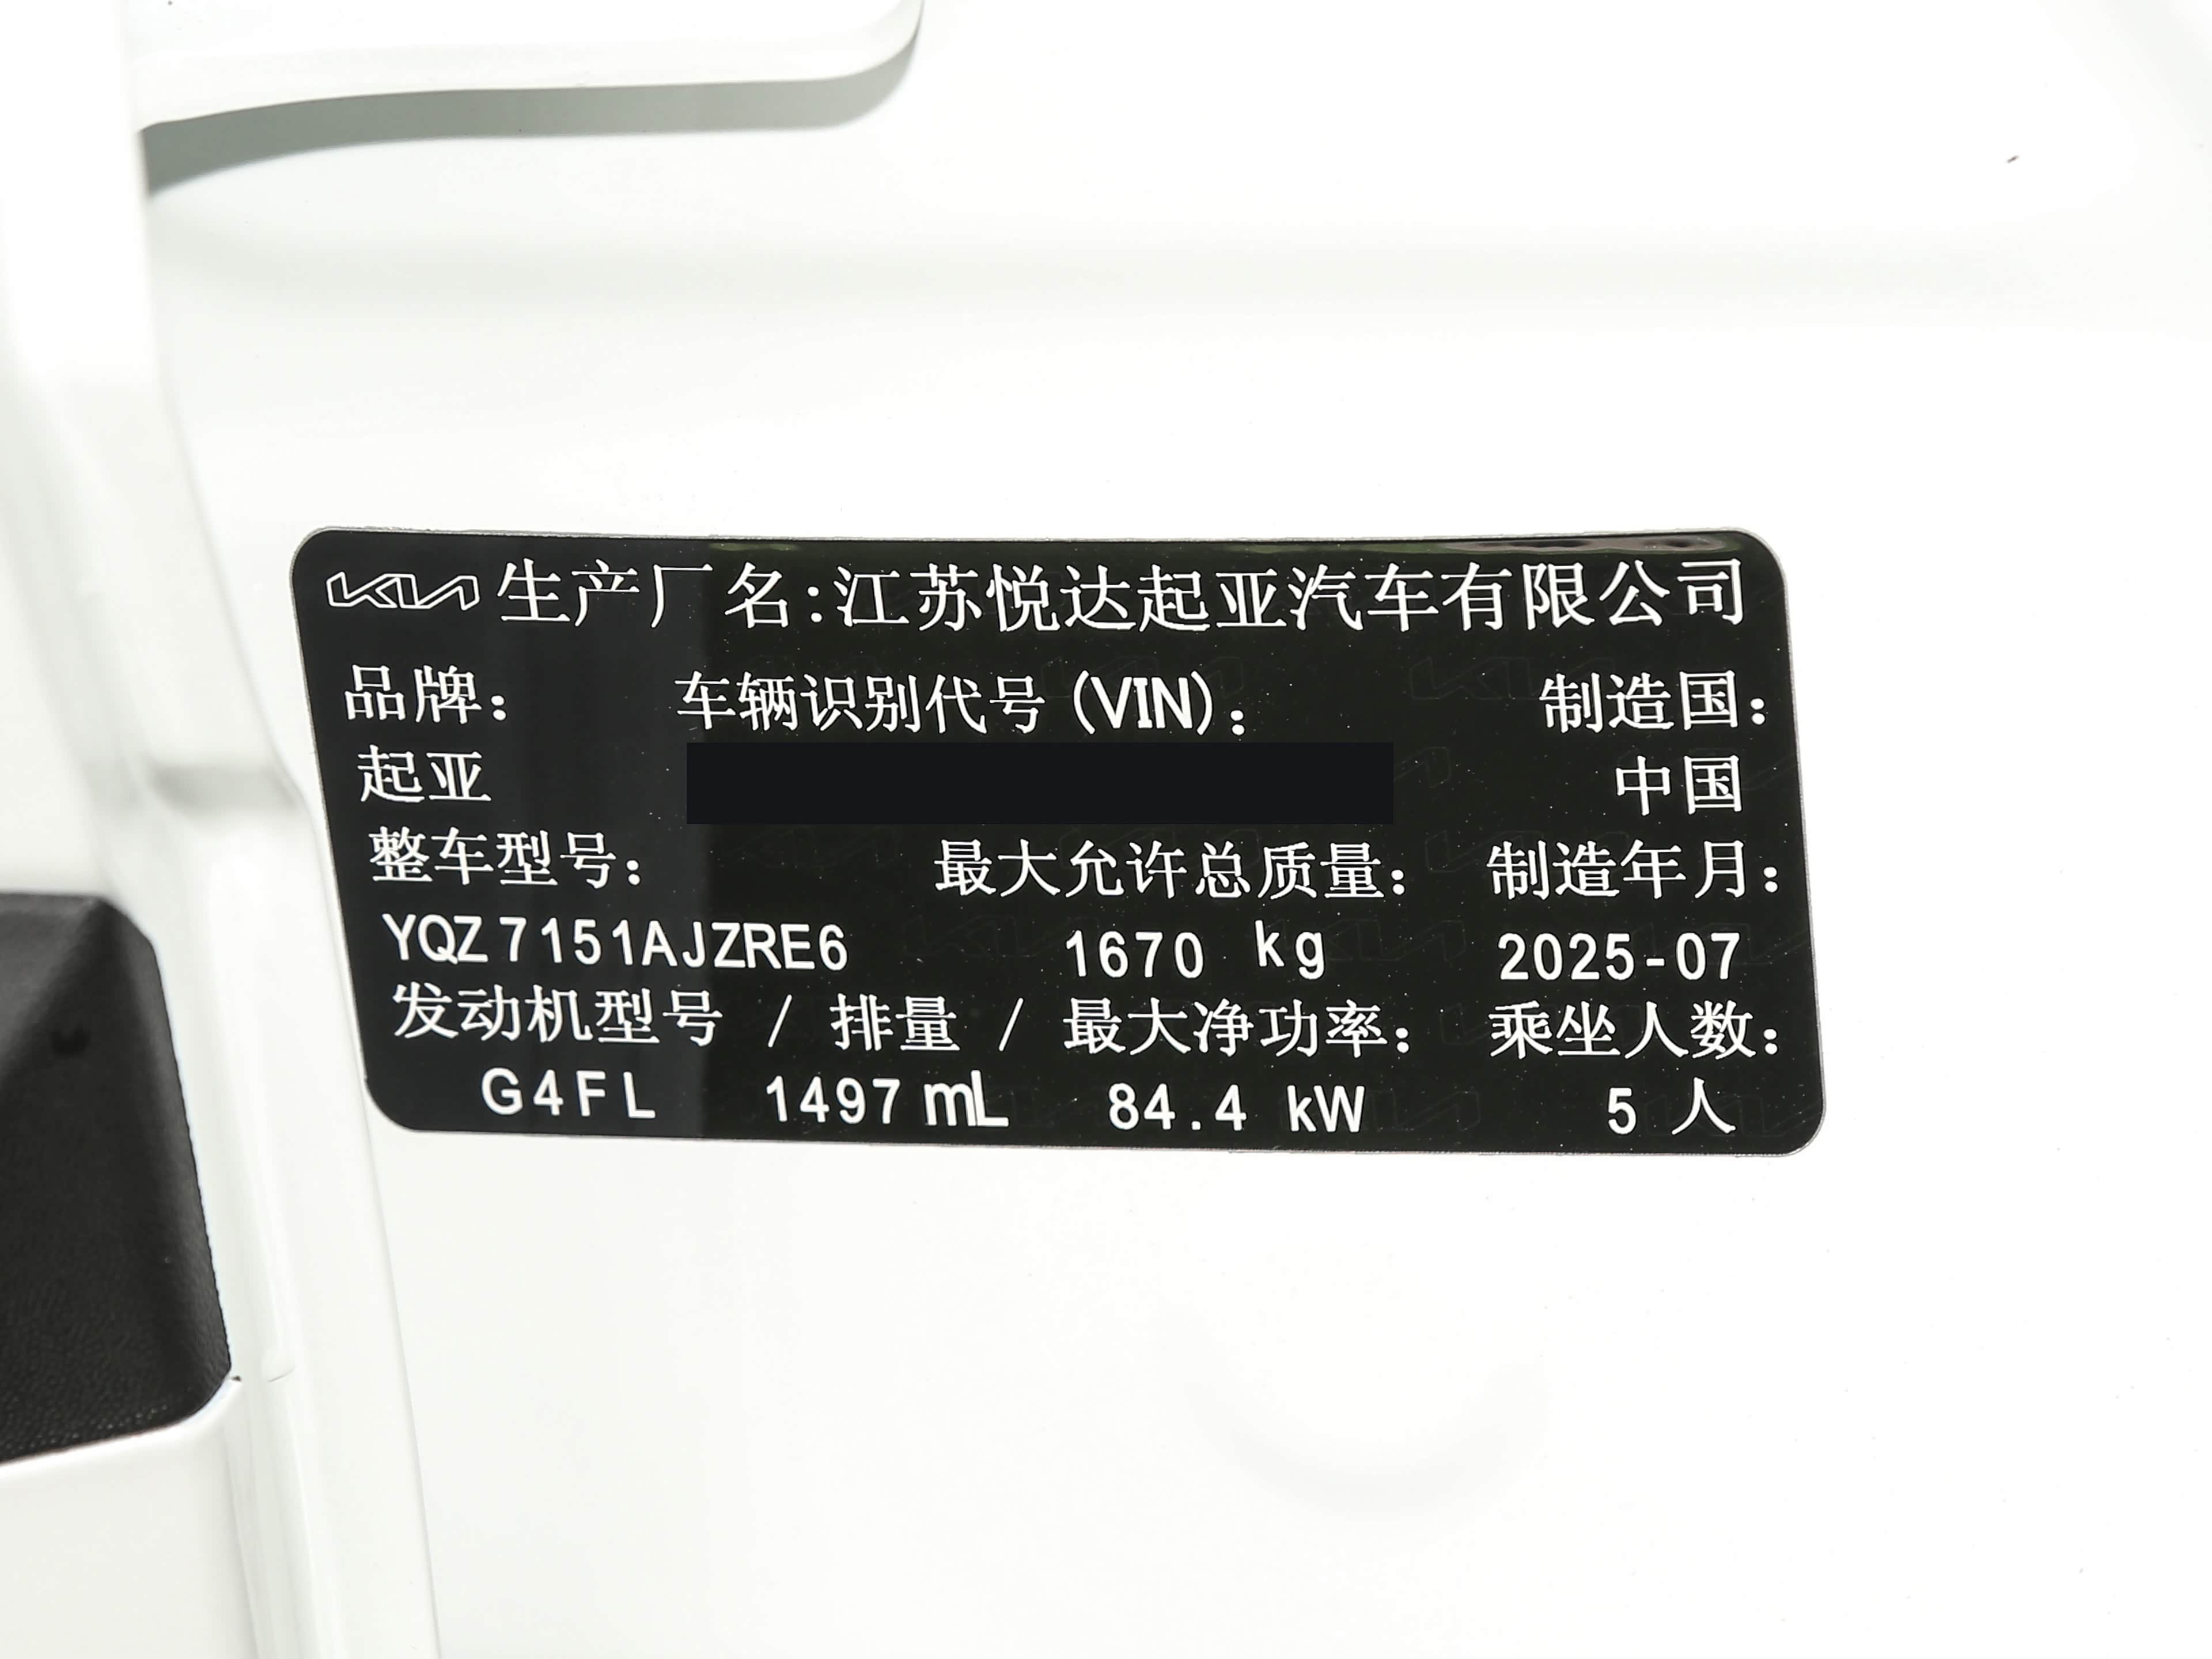 KIA 生产厂名:江苏悦达起亚汽车有限公司
品牌: 车辆识别代号(VIN): 制造国:
起亚 中国
整车型号: 最大允许总质量: 制造年月:
YQZ7151AJZRE6 1670 kg 2025-07
发动机型号 / 排量 / 最大净功率: 乘坐人数:
G4FL 1497 mL 84.4 kW 5 人